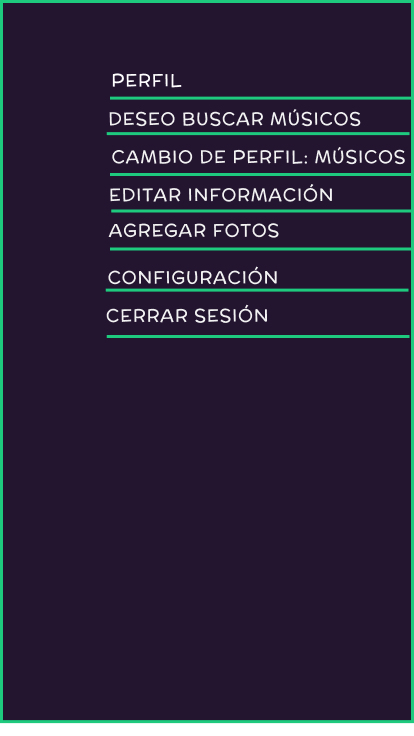 PERFIL
DESEO BUSCAR MÚSICOS
CAMBIO DE PERFIL: MÚSICOS
EDITAR INFORMACIÓN
AGREGAR FOTOS
CONFIGURACIÓN
CERRAR SESIÓN